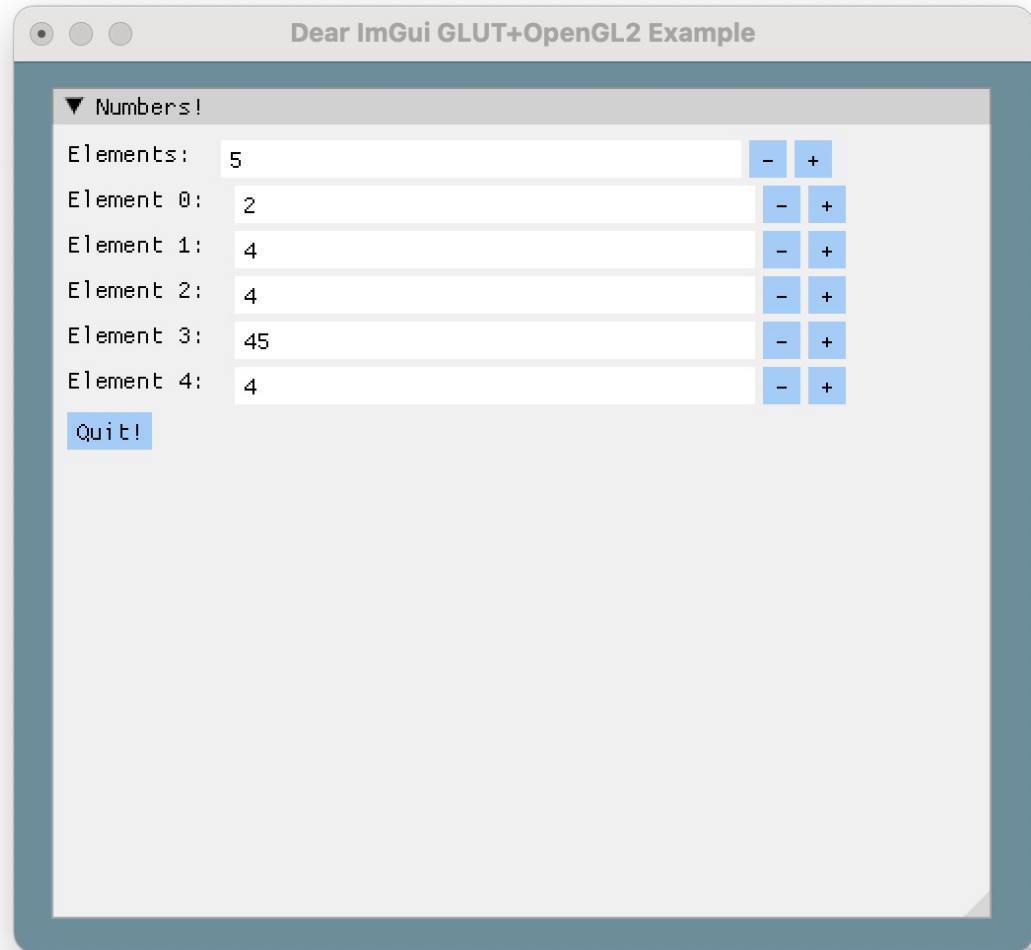 Dear ImGui GLUT+OpenGL2 Example
Numbers!
Elements: 5 - +
Element 0: 2 - +
Element 1: 4 - +
Element 2: 4 - +
Element 3: 45 - +
Element 4: 4 - +
Quit!